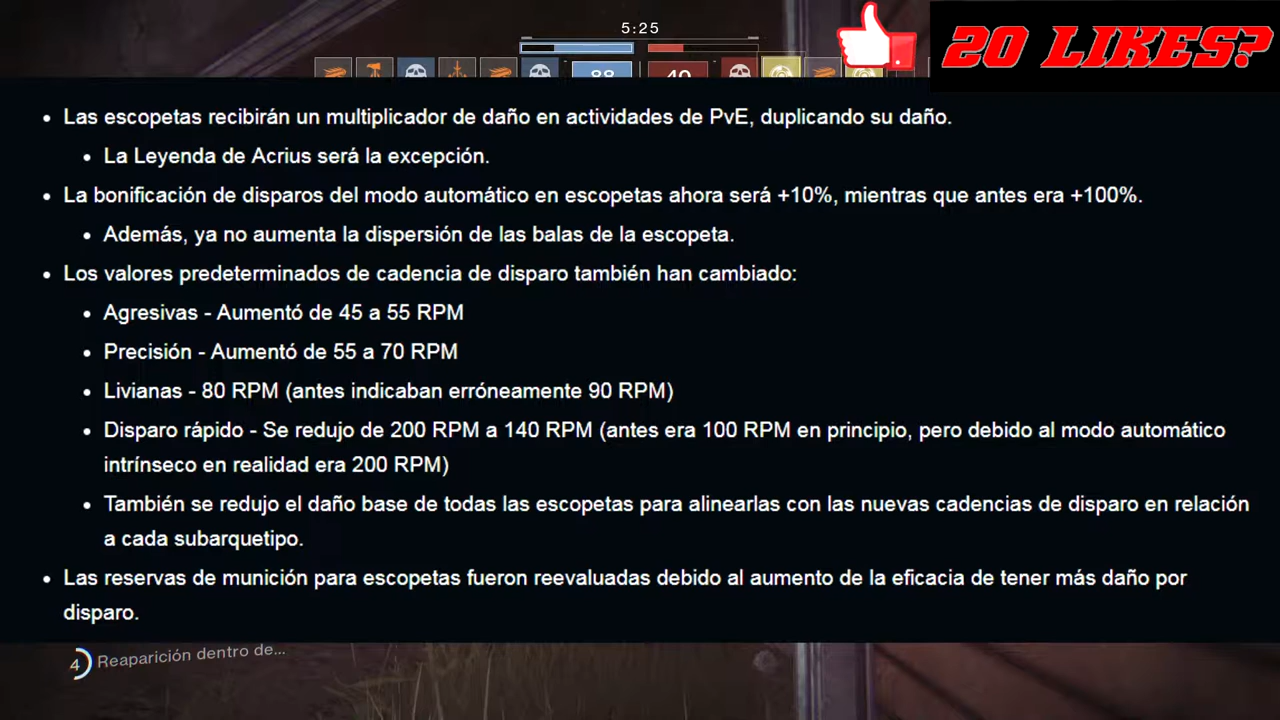 5:25
20 LIKES?
88
40
• Las escopetas recibirán un multiplicador de daño en actividades de PvE, duplicando su daño.
• La Leyenda de Acrius será la excepción.
• La bonificación de disparos del modo automático en escopetas ahora será +10%, mientras que antes era +100%.
• Además, ya no aumenta la dispersión de las balas de la escopeta.
• Los valores predeterminados de cadencia de disparo también han cambiado:
• Agresivas - Aumentó de 45 a 55 RPM
• Precisión - Aumentó de 55 a 70 RPM
• Livianas - 80 RPM (antes indicaban erróneamente 90 RPM)
• Disparo rápido - Se redujo de 200 RPM a 140 RPM (antes era 100 RPM en principio, pero debido al modo automático
intrínseco en realidad era 200 RPM)
• También se redujo el daño base de todas las escopetas para alinearlas con las nuevas cadencias de disparo en relación
a cada subarquetipo.
• Las reservas de munición para escopetas fueron reevaluadas debido al aumento de la eficacia de tener más daño por
disparo.
4 Reaparición dentro de...